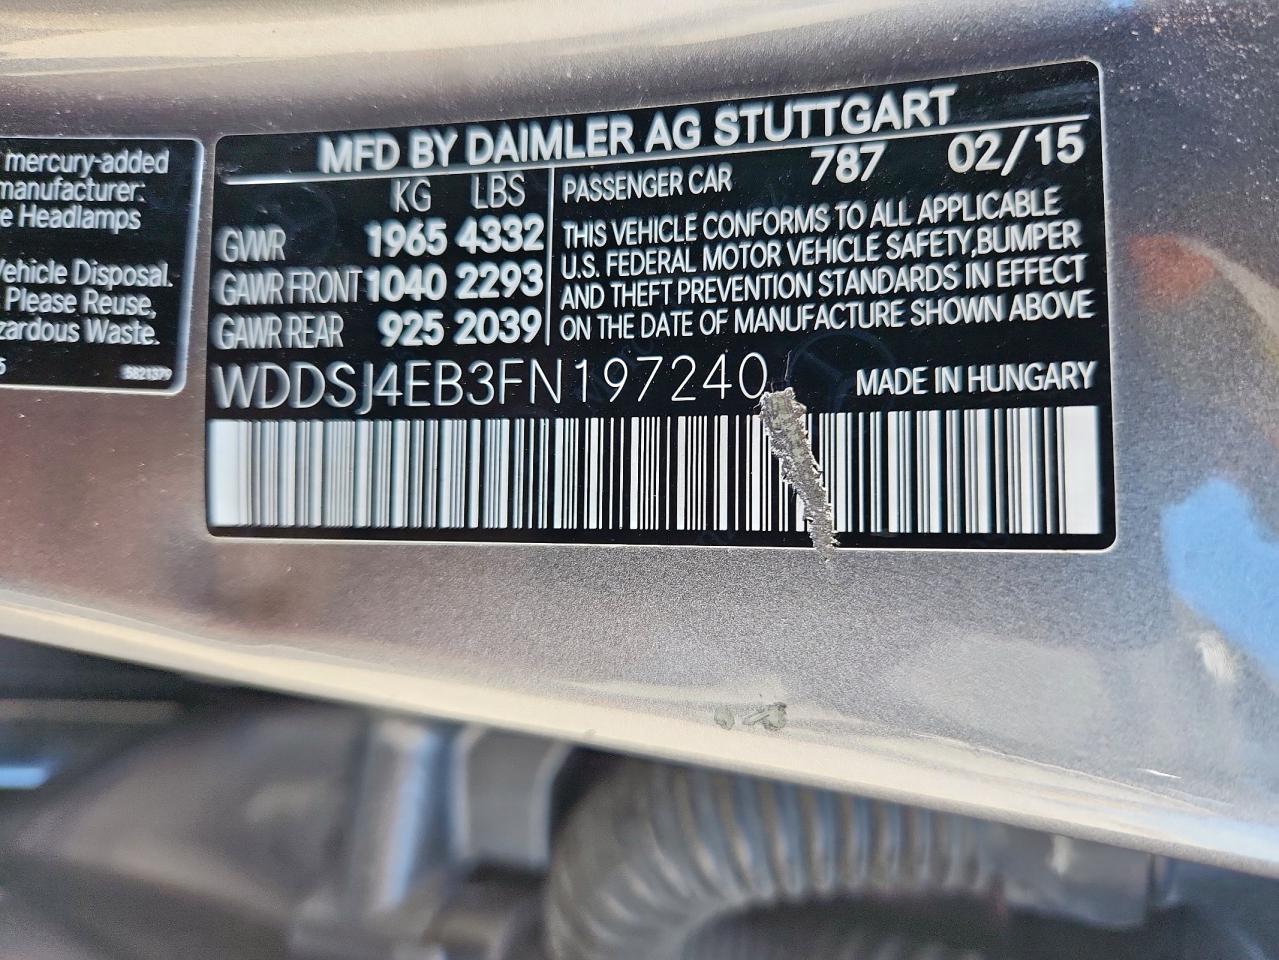 mercury-added
manufacturer:
e Headlamps
Vehicle Disposal.
Please Reuse,
zardous Waste.
5
5821379
MFD BY DAIMLER AG STUTTGART
KG LBS
GVWR 1965 4332
GAWR FRONT 1040 2293
GAWR REAR 925 2039
PASSENGER CAR 787 02/15
THIS VEHICLE CONFORMS TO ALL APPLICABLE
U.S. FEDERAL MOTOR VEHICLE SAFETY,BUMPER
AND THEFT PREVENTION STANDARDS IN EFFECT
ON THE DATE OF MANUFACTURE SHOWN ABOVE
WDDSJ4EB3FN197240
MADE IN HUNGARY